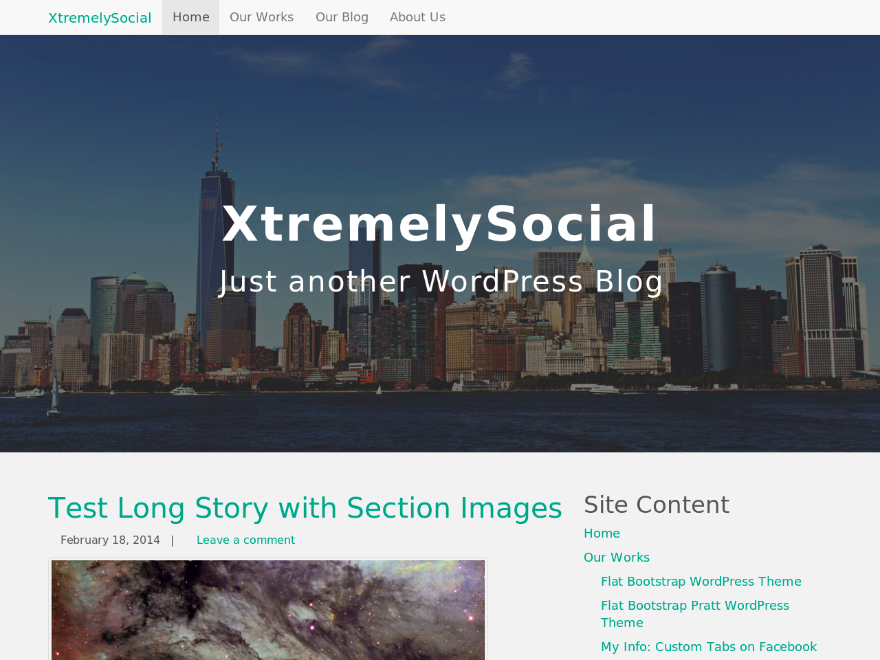 XtremelySocial Home Our Works Our Blog About Us
XtremelySocial
Just another WordPress Blog
Test Long Story with Section Images
February 18, 2014 | Leave a comment
Site Content
Home
Our Works
Flat Bootstrap WordPress Theme
Flat Bootstrap Pratt WordPress
Theme
My Info: Custom Tabs on Facebook